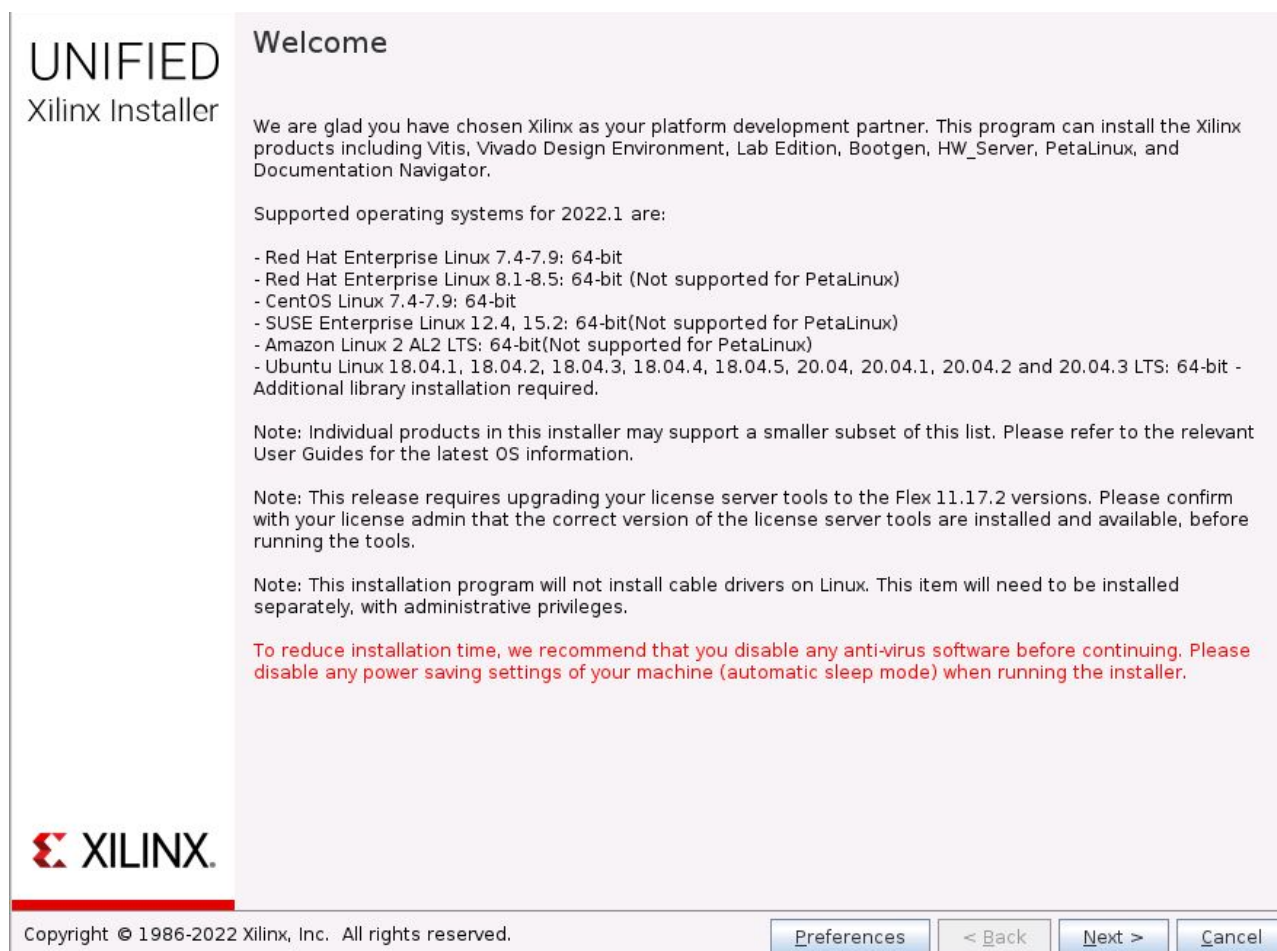 UNIFIED
Xilinx Installer
Welcome
We are glad you have chosen Xilinx as your platform development partner. This program can install the Xilinx
products including Vitis, Vivado Design Environment, Lab Edition, Bootgen, HW_Server, PetaLinux, and
Documentation Navigator.
Supported operating systems for 2022.1 are:
- Red Hat Enterprise Linux 7.4-7.9: 64-bit
- Red Hat Enterprise Linux 8.1-8.5: 64-bit (Not supported for PetaLinux)
- CentOS Linux 7.4-7.9: 64-bit
- SUSE Enterprise Linux 12.4, 15.2: 64-bit(Not supported for PetaLinux)
- Amazon Linux 2 AL2 LTS: 64-bit(Not supported for PetaLinux)
- Ubuntu Linux 18.04.1, 18.04.2, 18.04.3, 18.04.4, 18.04.5, 20.04, 20.04.1, 20.04.2 and 20.04.3 LTS: 64-bit -
Additional library installation required.
Note: Individual products in this installer may support a smaller subset of this list. Please refer to the relevant
User Guides for the latest OS information.
Note: This release requires upgrading your license server tools to the Flex 11.17.2 versions. Please confirm
with your license admin that the correct version of the license server tools are installed and available, before
running the tools.
Note: This installation program will not install cable drivers on Linux. This item will need to be installed
separately, with administrative privileges.
To reduce installation time, we recommend that you disable any anti-virus software before continuing. Please
disable any power saving settings of your machine (automatic sleep mode) when running the installer.
XILINX.
Copyright © 1986-2022 Xilinx, Inc. All rights reserved.
Preferences
< Back
Next >
Cancel